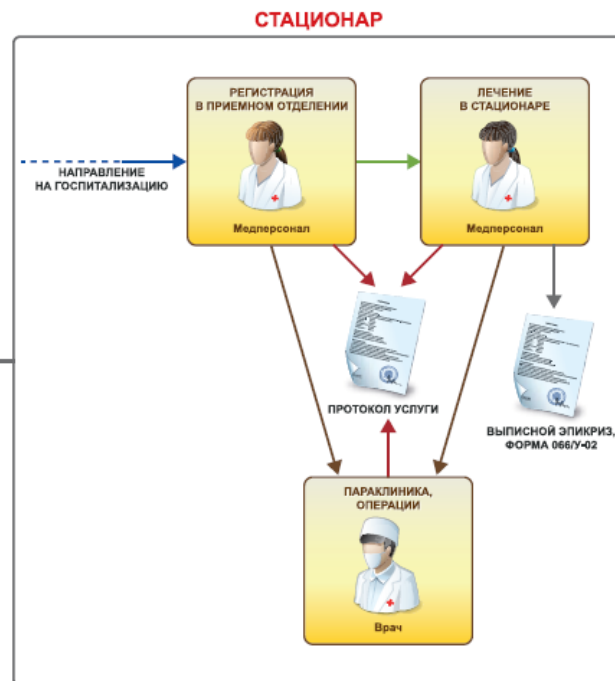 СТАЦИОНАР
РЕГИСТРАЦИЯ
В ПРИЕМНОМ ОТДЕЛЕНИИ
Медперсонал
ЛЕЧЕНИЕ
В СТАЦИОНАРЕ
Медперсонал
НАПРАВЛЕНИЕ
НА ГОСПИТАЛИЗАЦИЮ
ПРОТОКОЛ УСЛУГИ
ВЫПИСНОЙ ЭПИКРИЗ,
ФОРМА 066/У-02
ПАРАКЛИНИКА,
ОПЕРАЦИИ
Врач